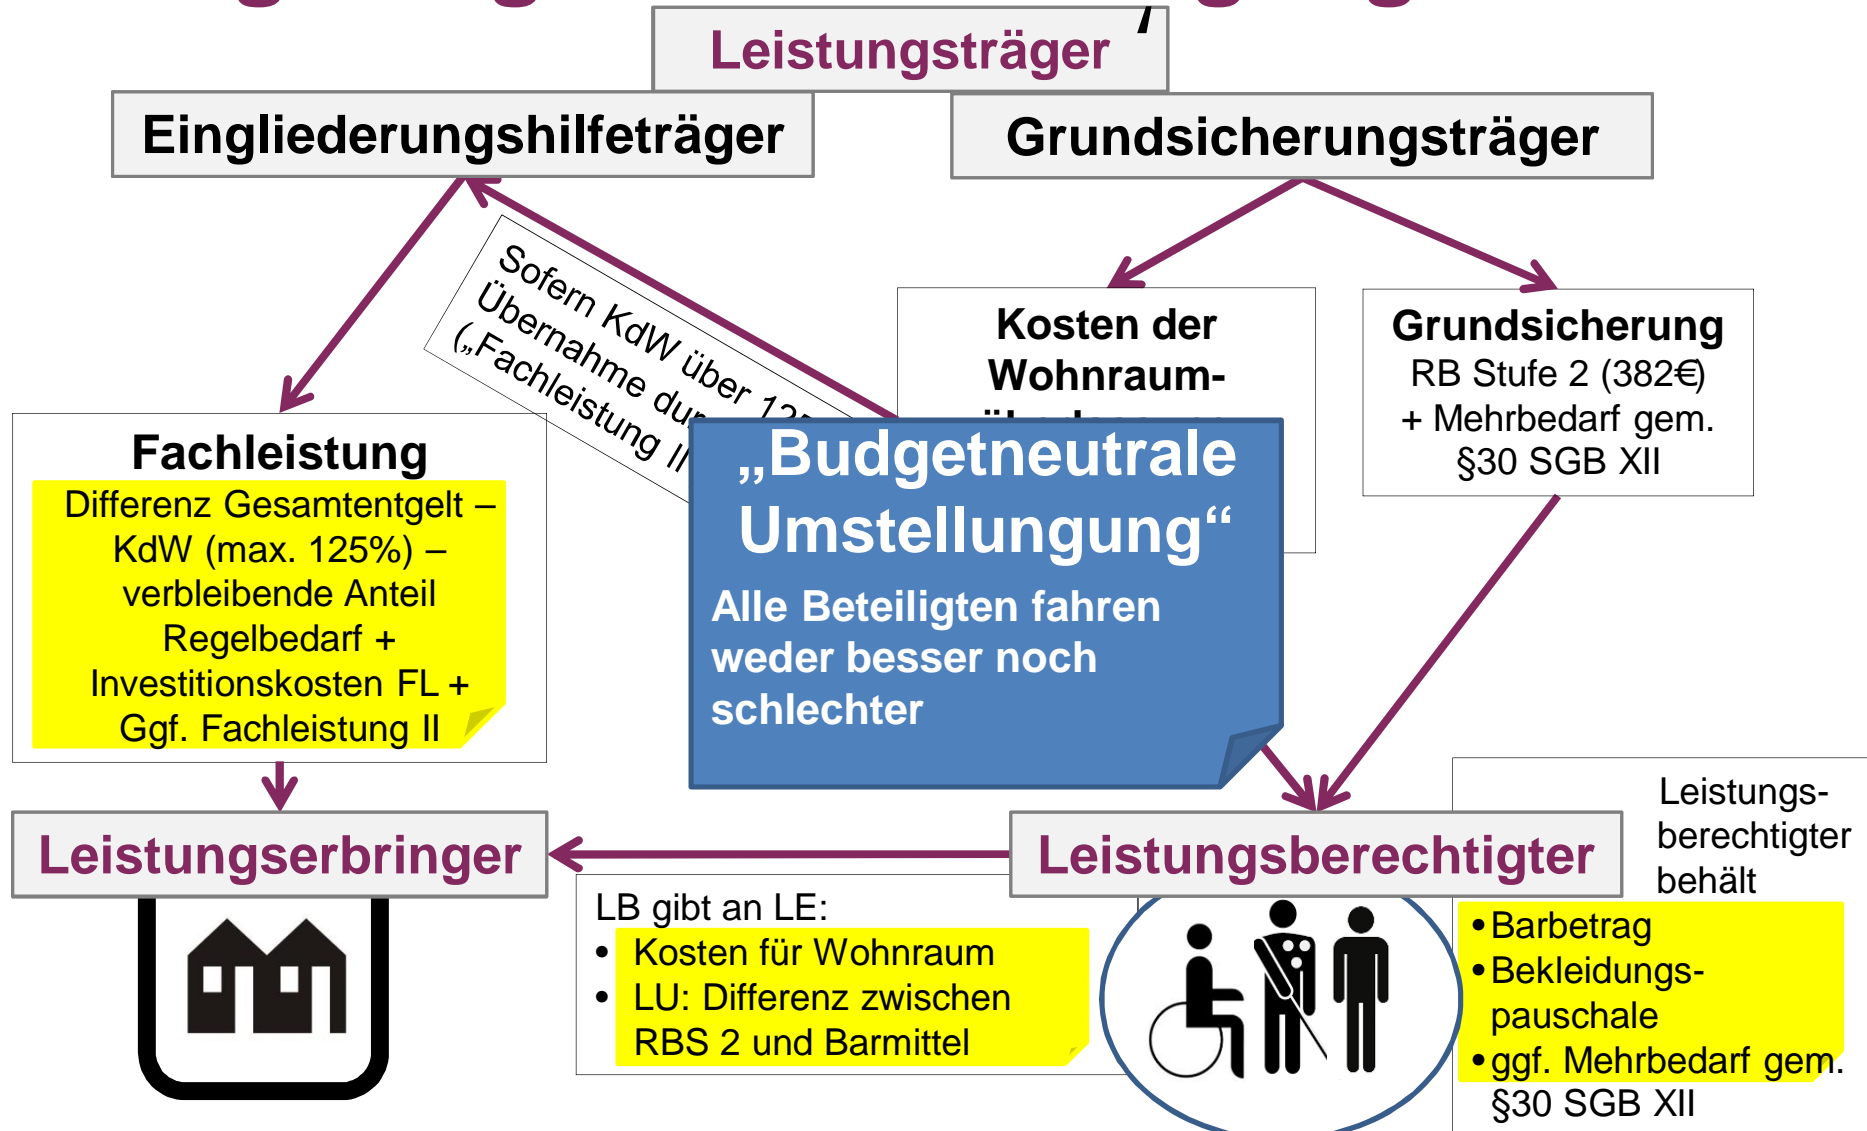 Leistungsträger
Eingliederungshilfeträger
Grundsicherungsträger
Sofern KdW über
Übernahme
(„Fachleistung II
Kosten der
Wohnraum-
Grundsicherung
RB Stufe 2 (382€)
+ Mehrbedarf gem.
§30 SGB XII
Fachleistung
Differenz Gesamtentgelt –
KdW (max. 125%) –
verbleibende Anteil
Regelbedarf +
Investitionskosten FL +
Ggf. Fachleistung II
„Budgetneutrale
Umstellungung“
Alle Beteiligten fahren
weder besser noch
schlechter
Leistungserbringer
Leistungsberechtigter
LB gibt an LE:
• Kosten für Wohnraum
• LU: Differenz zwischen
RBS 2 und Barmittel
Leistungs-
berechtigter
behält
• Barbetrag
• Bekleidungs-
pauschale
• ggf. Mehrbedarf gem.
§30 SGB XII